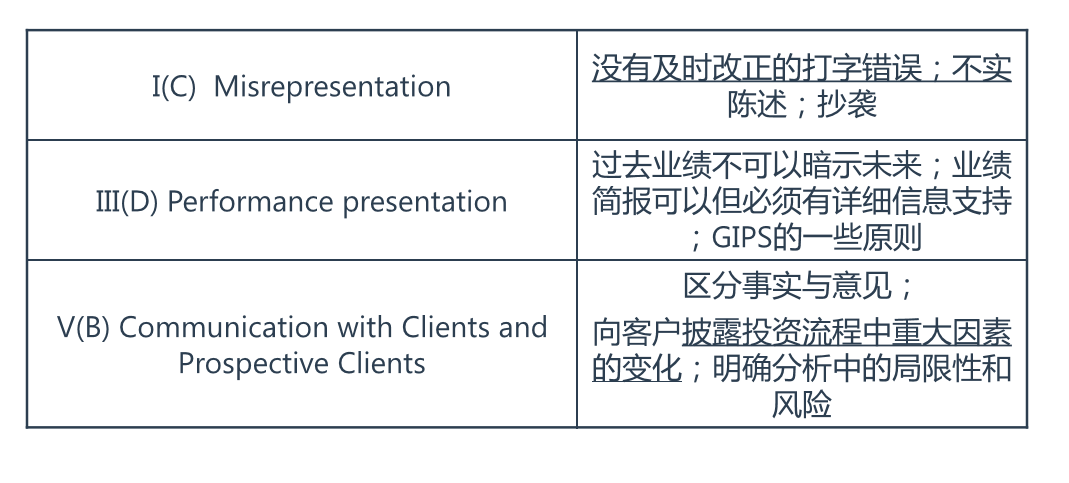 I(C)  Misrepresentation
没有及时改正的打字错误；不实
陈述；抄袭
III(D) Performance presentation
过去业绩不可以暗示未来；业绩
简报可以但必须有详细信息支持
；GIPS的一些原则
V(B) Communication with Clients and
Prospective Clients
区分事实与意见；
向客户披露投资流程中重大因素
的变化；明确分析中的局限性和
风险